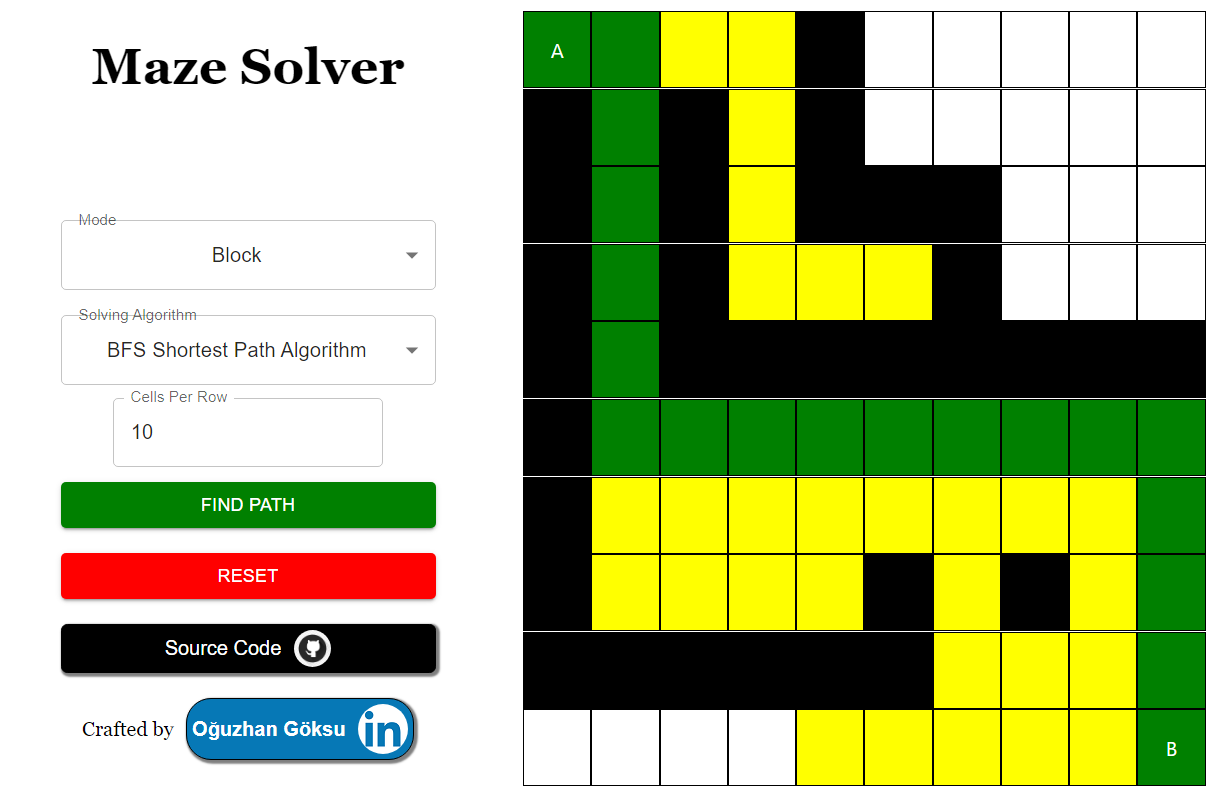 Maze Solver
Mode
Block
Solving Algorithm
BFS Shortest Path Algorithm
Cells Per Row
10
FIND PATH
RESET
Source Code
Crafted by Oğuzhan Göksu in
A
B